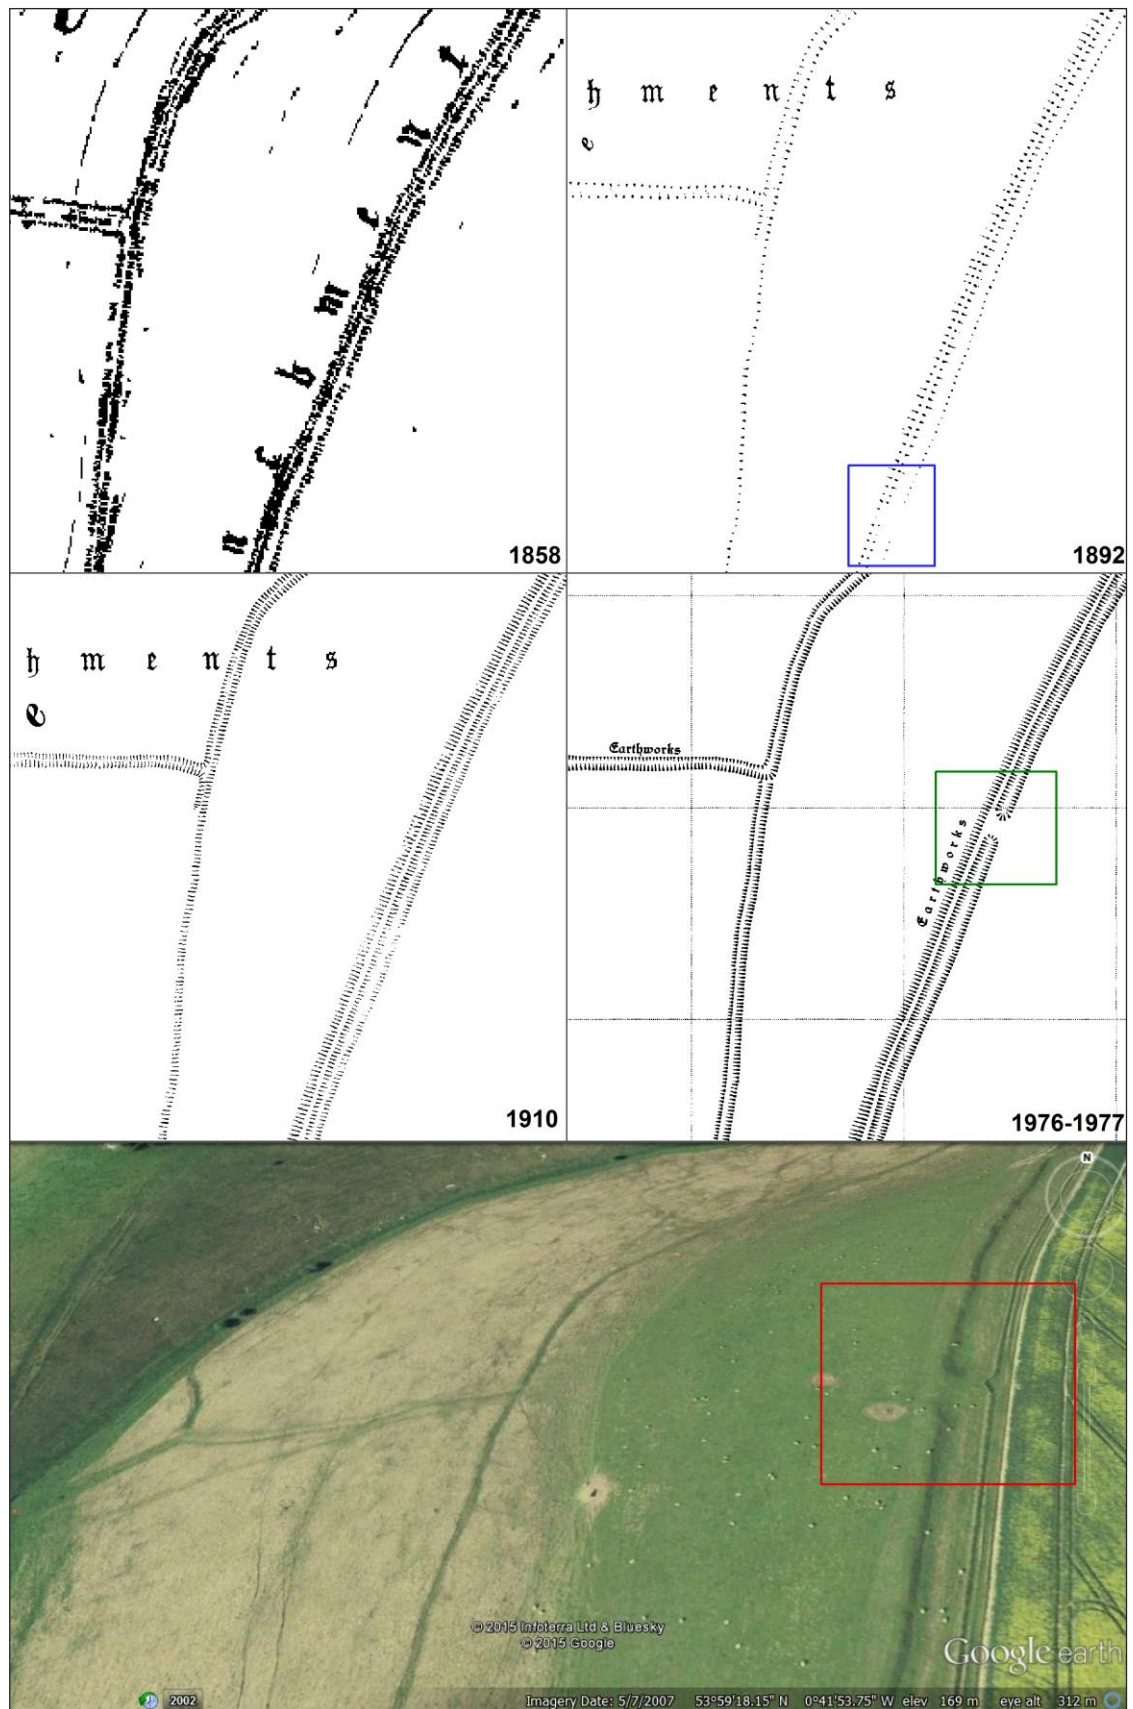 h m e n t s
e
1858
1892
h m e n t s
e
1910
Earthworks
Earthworks
1976-1977
N
© 2015 Infoterra Ltd & Bluesky
© 2015 Google
Google earth
2002
Imagery Date: 5/7/2007 53°59'18.15" N 0°41'53.75" W elev 169 m eye alt 312 m